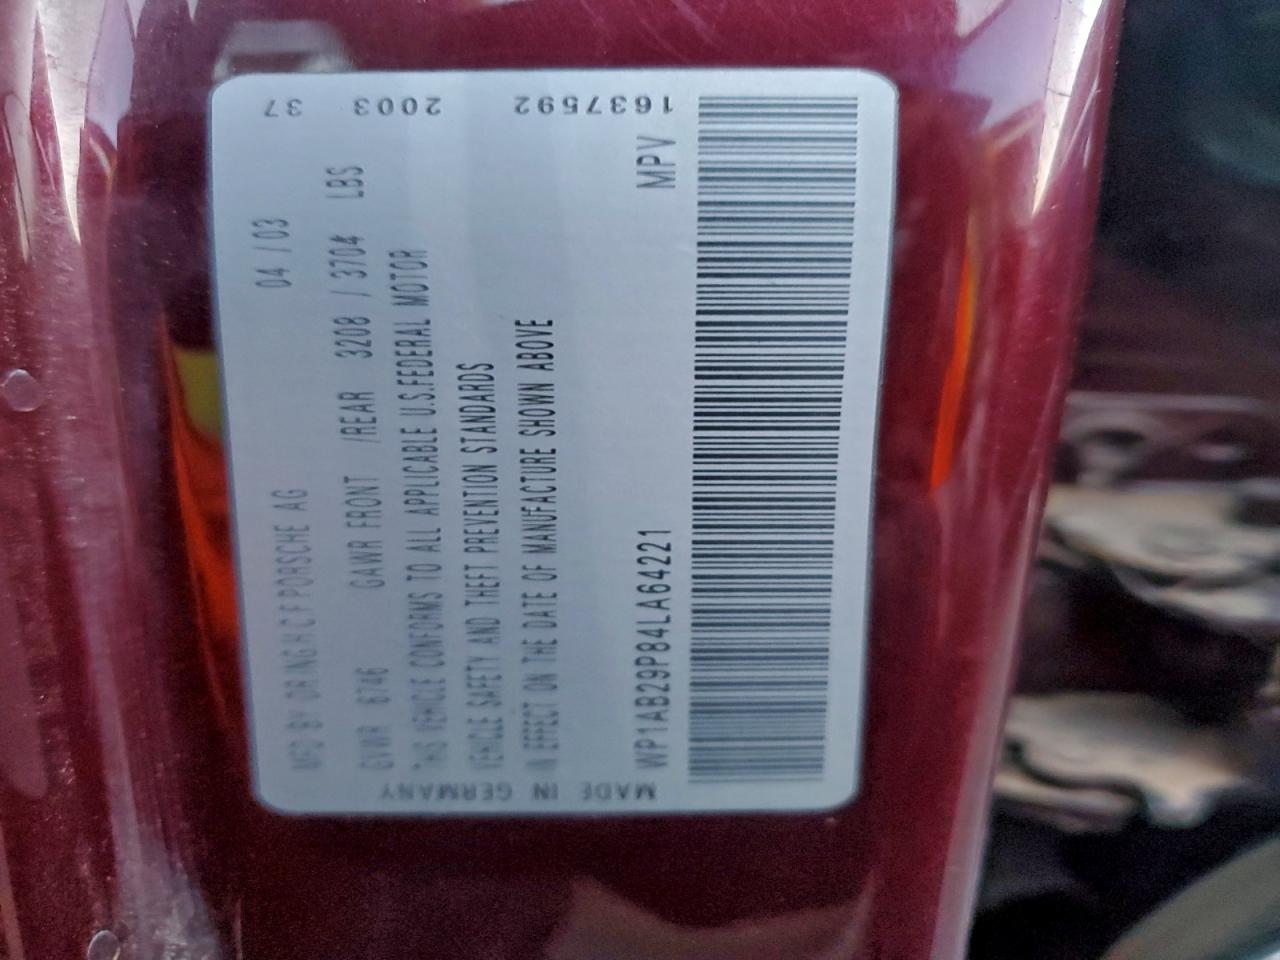 MFD BY DR.ING.H.C.F PORSCHE AG 04 / 03
GVWR 6746 GAWR FRONT /REAR 3208 / 3704 LBS
THIS VEHICLE CONFORMS TO ALL APPLICABLE U.S.FEDERAL MOTOR
VEHICLE SAFETY AND THEFT PREVENTION STANDARDS
IN EFFECT ON THE DATE OF MANUFACTURE SHOWN ABOVE
WP1AB29P84LA64221 MPV
MADE IN GERMANY
1637592 2003 37